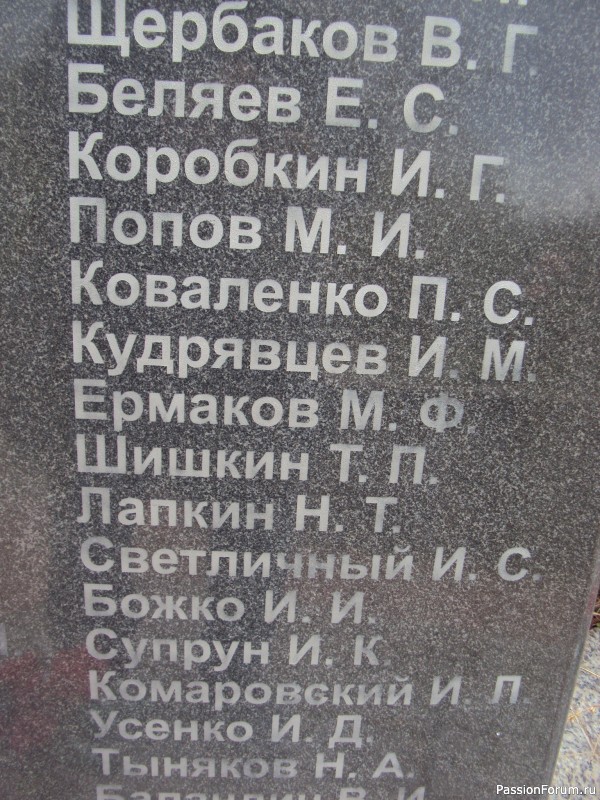 Щербаков В. Г.
Беляев Е. С.
Коробкин И. Г.
Попов М. И.
Коваленко П. С.
Кудрявцев И. М.
Ермаков М. Ф.
Шишкин Т. П.
Лапкин Н. Т.
Светличный И. С.
Божко И. И.
Супрун И. К.
Комаровский И. Л.
Усенко И. Д.
Тыняков Н. А.
PassionForum.ru